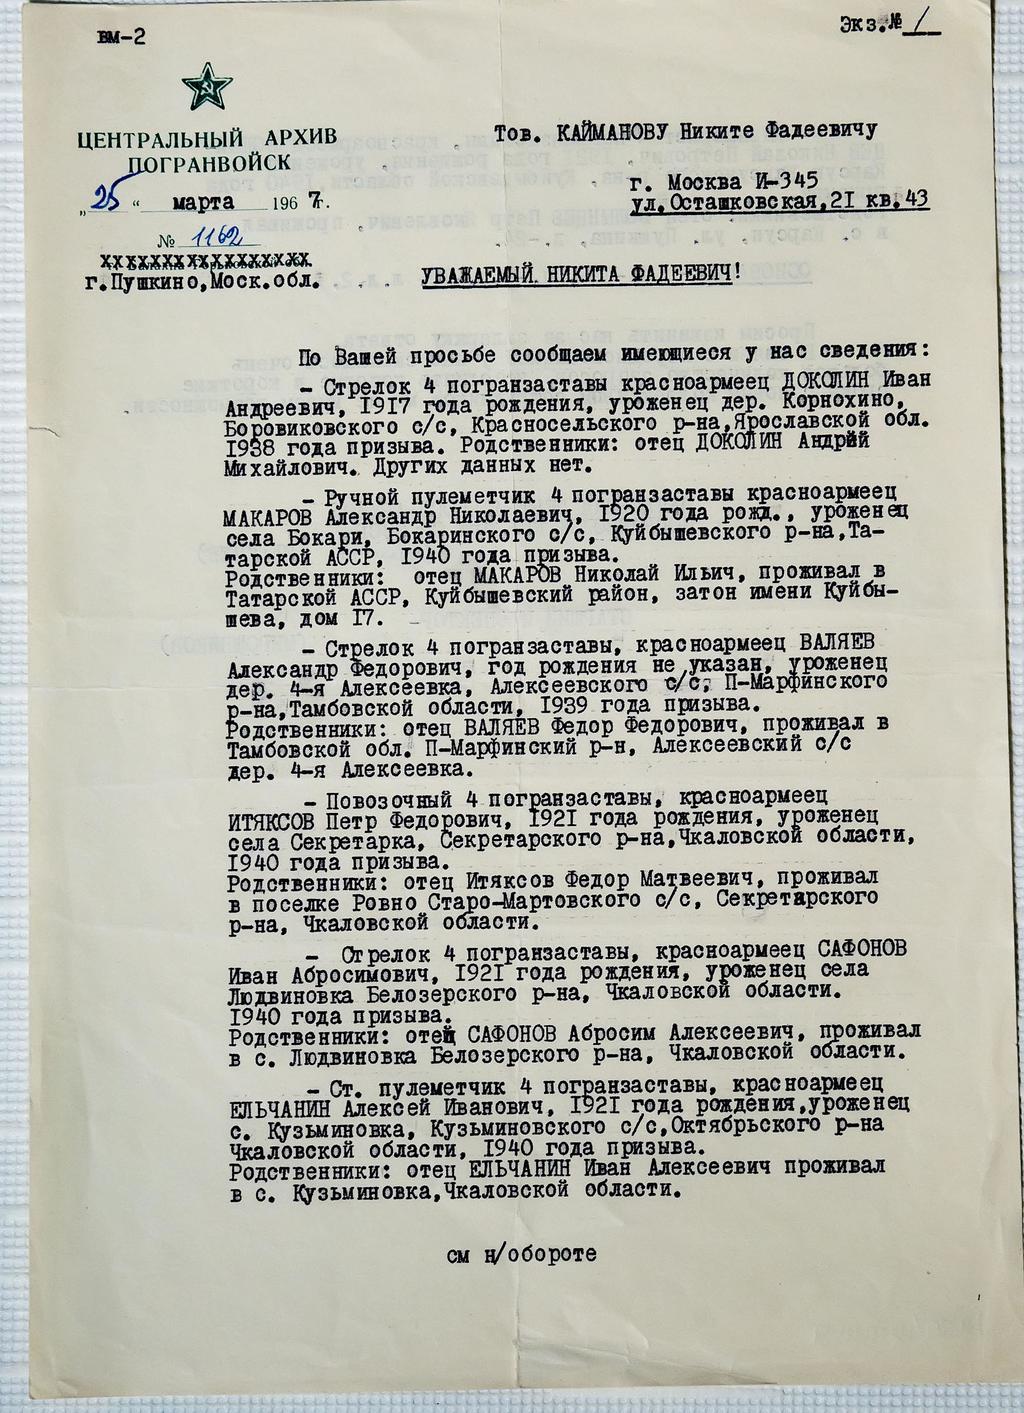 вм-2
Экз.№ 1
ЦЕНТРАЛЬНЫЙ АРХИВ
ПОГРАНВОЙСК
„25“ марта 1967г.
№ 1162
г.Пушкино,Моск.обл.
Тов. КАЙМАНОВУ Никите Фадеевичу
г. Москва И-345
ул.Осташковская,21 кв.43
УВАЖАЕМЫЙ НИКИТА ФАДЕЕВИЧ!
По Вашей просьбе сообщаем имеющиеся у нас сведения:
- Стрелок 4 погранзаставы красноармеец ДОКОЛИН Иван
Андреевич, 1917 года рождения, уроженец дер. Корнюхино,
Боровиковского с/с, Красносельского р-на,Ярославской обл.
1938 года призыва. Родственники: отец ДОКОЛИН Андрей
Михайлович. Других данных нет.
- Ручной пулеметчик 4 погранзаставы красноармеец
МАКАРОВ Александр Николаевич, 1920 года рожд., уроженец
села Бокари, Бокаринского с/с, Куйбышевского р-на,Та-
тарской АССР, 1940 года призыва.
Родственники: отец МАКАРОВ Николай Ильич, проживал в
Татарской АССР, Куйбышевский район, затон имени Куйбы-
шева, дом 17.
- Стрелок 4 погранзаставы, красноармеец ВАЛЯЕВ
Александр Федорович, год рождения не указан, уроженец
дер. 4-я Алексеевка, Алексеевского с/с, П-Марфинского
р-на,Тамбовской области, 1939 года призыва.
Родственники: отец ВАЛЯЕВ Федор Федорович, проживал в
Тамбовской обл. П-Марфинский р-н, Алексеевский с/с
дер. 4-я Алексеевка.
- Повозочный 4 погранзаставы, красноармеец
ИТЯКСОВ Петр Федорович, 1921 года рождения, уроженец
села Секретарка, Секретарского р-на,Чкаловской области,
1940 года призыва.
Родственники: отец Итяксов Федор Матвеевич, проживал
в поселке Ровно Старо-Мартовского с/с, Секретарского
р-на, Чкаловской области.
- Стрелок 4 погранзаставы, красноармеец САФОНОВ
Иван Абросимович, 1921 года рождения, уроженец села
Людвиновка Белозерского р-на, Чкаловской области.
1940 года призыва.
Родственники: отец САФОНОВ Абросим Алексеевич, проживал
в с. Людвиновка Белозерского р-на, Чкаловской области.
- Ст. пулеметчик 4 погранзаставы, красноармеец
ЕЛЬЧАНИН Алексей Иванович, 1921 года рождения,уроженец
с. Кузьминовка, Кузьминовского с/с,Октябрьского р-на
Чкаловской области, 1940 года призыва.
Родственники: отец ЕЛЬЧАНИН Иван Алексеевич проживал
в с. Кузьминовка,Чкаловской области.
см н/обороте